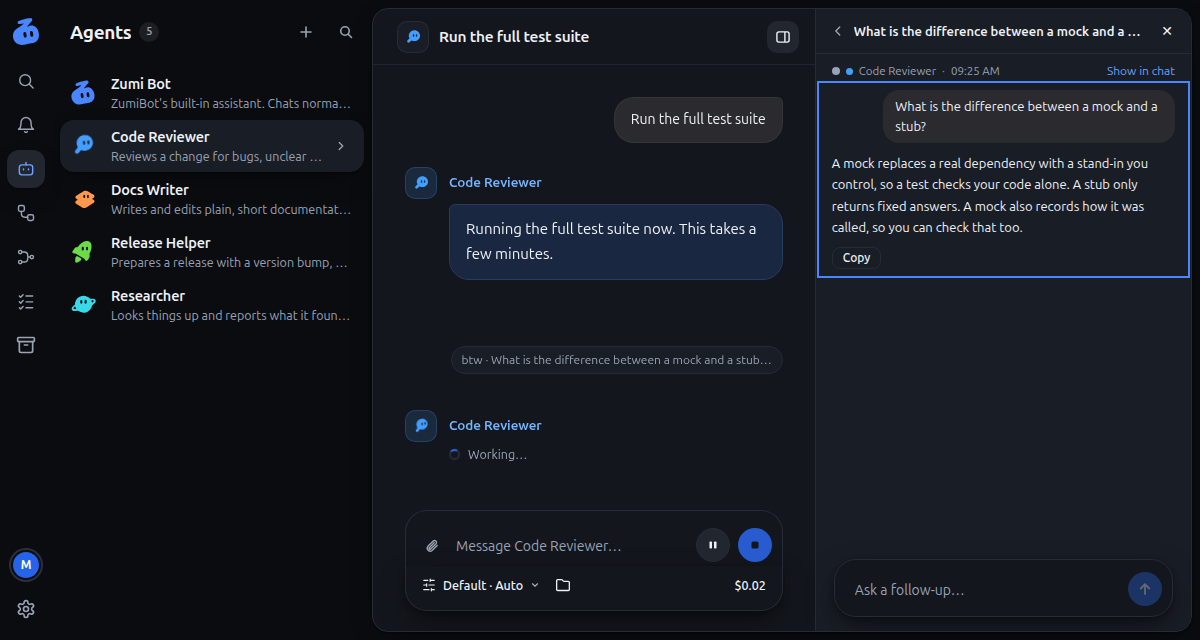 Agents 5
Zumi Bot
ZumiBot's built-in assistant. Chats norma…
Code Reviewer
Reviews a change for bugs, unclear …
Docs Writer
Writes and edits plain, short documentat…
Release Helper
Prepares a release with a version bump, …
Researcher
Looks things up and reports what it foun…
M
Run the full test suite
Run the full test suite
Code Reviewer
Running the full test suite now. This takes a
few minutes.
btw · What is the difference between a mock and a stub…
Code Reviewer
Working…
Message Code Reviewer…
Default · Auto
$0.02
What is the difference between a mock and a …
Code Reviewer · 09:25 AM
Show in chat
What is the difference between a mock and a
stub?
A mock replaces a real dependency with a stand-in you
control, so a test checks your code alone. A stub only
returns fixed answers. A mock also records how it was
called, so you can check that too.
Copy
Ask a follow-up…